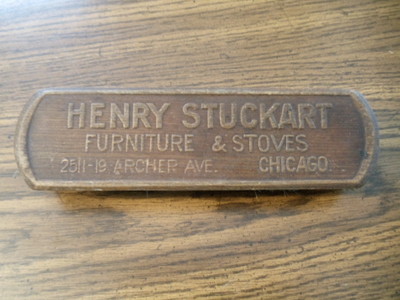 HENRY STUCKART
FURNITURE & STOVES
2511-19 ARCHER AVE. CHICAGO.